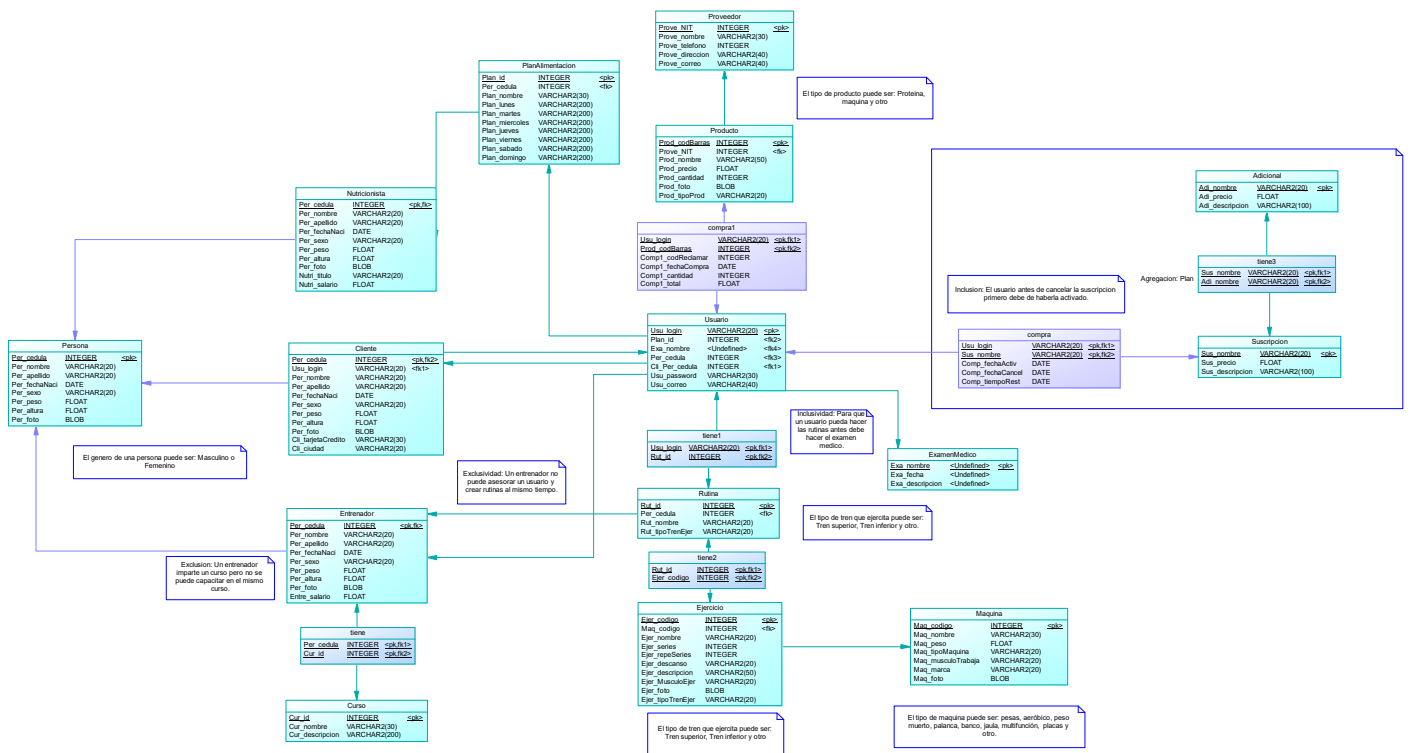 Proveedor
Prove_NIT INTEGER <pk>
Prove_nombre VARCHAR2(30)
Prove_telefono INTEGER
Prove_direccion VARCHAR2(40)
Prove_correo VARCHAR2(40)
PlanAlimentacion
Plan_id INTEGER <pk>
Per_cedula INTEGER <fk>
Plan_nombre VARCHAR2(30)
Plan_lunes VARCHAR2(200)
Plan_martes VARCHAR2(200)
Plan_miercoles VARCHAR2(200)
Plan_jueves VARCHAR2(200)
Plan_viernes VARCHAR2(200)
Plan_sabado VARCHAR2(200)
Plan_domingo VARCHAR2(200)
El tipo de producto puede ser: Proteina,
maquina y otro
Producto
Prod_codBarras INTEGER <pk>
Prove_NIT INTEGER <fk>
Prod_nombre VARCHAR2(50)
Prod_precio FLOAT
Prod_cantidad INTEGER
Prod_foto BLOB
Prod_tipoProd VARCHAR2(20)
Adicional
Adi_nombre VARCHAR2(20) <pk>
Adi_precio FLOAT
Adi_descripcion VARCHAR2(100)
Nutricionista
Per_cedula INTEGER <pk,fk>
Per_nombre VARCHAR2(20)
Per_apellido VARCHAR2(20)
Per_fechaNaci DATE
Per_sexo VARCHAR2(20)
Per_peso FLOAT
Per_altura FLOAT
Per_foto BLOB
Nutri_titulo VARCHAR2(20)
Nutri_salario FLOAT
compra1
Usu_login VARCHAR2(20) <pk,fk1>
Prod_codBarras INTEGER <pk,fk2>
Comp1_codReclamar INTEGER
Comp1_fechaCompra DATE
Comp1_cantidad INTEGER
Comp1_total FLOAT
Agregacion: Plan
tiene3
Sus_nombre VARCHAR2(20) <pk,fk1>
Adi_nombre VARCHAR2(20) <pk,fk2>
Inclusion: El usuario antes de cancelar la suscripcion
primero debe de haberla activado.
Persona
Per_cedula INTEGER <pk>
Per_nombre VARCHAR2(20)
Per_apellido VARCHAR2(20)
Per_fechaNaci DATE
Per_sexo VARCHAR2(20)
Per_peso FLOAT
Per_altura FLOAT
Per_foto BLOB
Cliente
Per_cedula INTEGER <pk,fk2>
Usu_login VARCHAR2(20) <fk1>
Per_nombre VARCHAR2(20)
Per_apellido VARCHAR2(20)
Per_fechaNaci DATE
Per_sexo VARCHAR2(20)
Per_peso FLOAT
Per_altura FLOAT
Per_foto BLOB
Cli_tarjetaCredito VARCHAR2(30)
Cli_ciudad VARCHAR2(20)
Usuario
Usu_login VARCHAR2(20) <pk>
Plan_id INTEGER <fk2>
Exa_nombre <Undefined> <fk4>
Per_cedula INTEGER <fk3>
Cli_Per_cedula INTEGER <fk1>
Usu_password VARCHAR2(30)
Usu_correo VARCHAR2(40)
compra
Usu_login VARCHAR2(20) <pk,fk1>
Sus_nombre VARCHAR2(20) <pk,fk2>
Comp_fechaActiv DATE
Comp_fechaCancel DATE
Comp_tiempoRest DATE
Suscripcion
Sus_nombre VARCHAR2(20) <pk>
Sus_precio FLOAT
Sus_descripcion VARCHAR2(100)
El genero de una persona puede ser: Masculino o
Femenino
Exclusividad: Un entrenador no
puede asesorar un usuario y
crear rutinas al mismo tiempo.
tiene1
Usu_login VARCHAR2(20) <pk,fk1>
Rut_id INTEGER <pk,fk2>
Inclusividad: Para que
un usuario pueda hacer
las rutinas antes debe
hacer el examen
medico.
ExamenMedico
Exa_nombre <Undefined> <pk>
Exa_fecha <Undefined>
Exa_descripcion <Undefined>
Rutina
Rut_id INTEGER <pk>
Per_cedula INTEGER <fk>
Rut_nombre VARCHAR2(20)
Rut_tipoTrenEjer VARCHAR2(20)
El tipo de tren que ejercita puede ser:
Tren superior, Tren inferior y otro.
Entrenador
Per_cedula INTEGER <pk,fk>
Per_nombre VARCHAR2(20)
Per_apellido VARCHAR2(20)
Per_fechaNaci DATE
Per_sexo VARCHAR2(20)
Per_peso FLOAT
Per_altura FLOAT
Per_foto BLOB
Entre_salario FLOAT
Exclusion: Un entrenador
imparte un curso pero no se
puede capacitar en el mismo
curso.
tiene2
Rut_id INTEGER <pk,fk1>
Ejer_codigo INTEGER <pk,fk2>
Ejercicio
Ejer_codigo INTEGER <pk>
Maq_codigo INTEGER <fk>
Ejer_nombre VARCHAR2(20)
Ejer_series INTEGER
Ejer_repeSeries INTEGER
Ejer_descanso VARCHAR2(20)
Ejer_descripcion VARCHAR2(50)
Ejer_MusculoEjer VARCHAR2(20)
Ejer_foto BLOB
Ejer_tipoTrenEjer VARCHAR2(20)
Maquina
Maq_codigo INTEGER <pk>
Maq_nombre VARCHAR2(30)
Maq_peso FLOAT
Maq_tipoMaquina VARCHAR2(20)
Maq_musculoTrabaja VARCHAR2(20)
Maq_marca VARCHAR2(20)
Maq_foto BLOB
tiene
Per_cedula INTEGER <pk,fk1>
Cur_id INTEGER <pk,fk2>
Curso
Cur_id INTEGER <pk>
Cur_nombre VARCHAR2(30)
Cur_descripcion VARCHAR2(200)
El tipo de tren que ejercita puede ser:
Tren superior, Tren inferior y otro
El tipo de maquina puede ser: pesas, aeróbico, peso
muerto, palanca, banco, jaula, multifunción, placas y
otro.